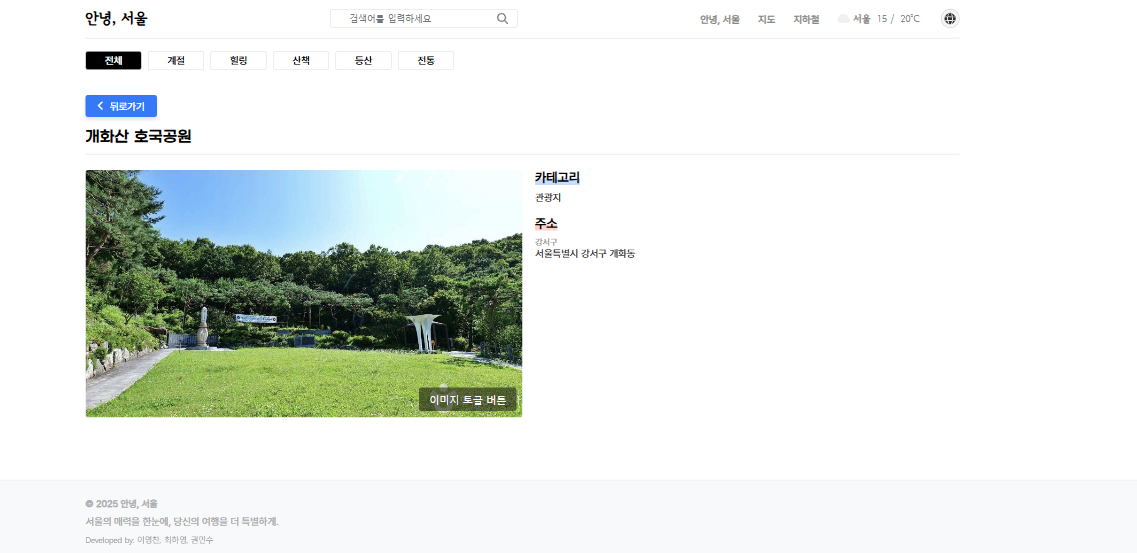 안녕, 서울
검색어를 입력하세요
안녕, 서울 지도 지하철 서울 15 / 20℃
전체 계절 힐링 산책 등산 전통
뒤로가기
개화산 호국공원
카테고리
관광지
주소
강서구
서울특별시 강서구 개화동
이미지 토글 버튼
© 2025 안녕, 서울
서울의 매력을 한눈에, 당신의 여행을 더 특별하게.
Developed by. 이영찬, 최하영, 권민수